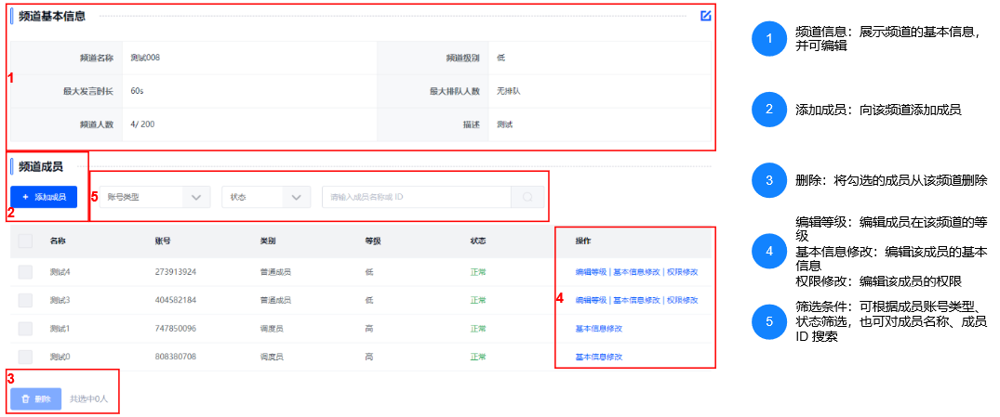 频道基本信息
频道名称 测试008 频道级别 低
1
最大发言时长 60s 最大排队人数 无排队
频道人数 4/ 200 描述 测试
频道成员
+ 添加成员
2
5 账号类型 状态 请输入成员名称或 ID
名称 账号 类别 等级 状态 操作
测试4 273913924 普通成员 低 正常 编辑等级 | 基本信息修改 | 权限修改
测试3 404582184 普通成员 低 正常 编辑等级 | 基本信息修改 | 权限修改
4
测试1 747850096 调度员 高 正常 基本信息修改
测试0 808380708 调度员 高 正常 基本信息修改
3
删除 共选中0人
1 频道信息：展示频道的基本信息，
并可编辑
2 添加成员：向该频道添加成员
3 删除：将勾选的成员从该频道删除
编辑等级：编辑成员在该频道的等
级
4 基本信息修改：编辑该成员的基本
信息
权限修改：编辑该成员的权限
筛选条件：可根据成员账号类型、
5 状态筛选，也可对成员名称、成员
ID 搜索